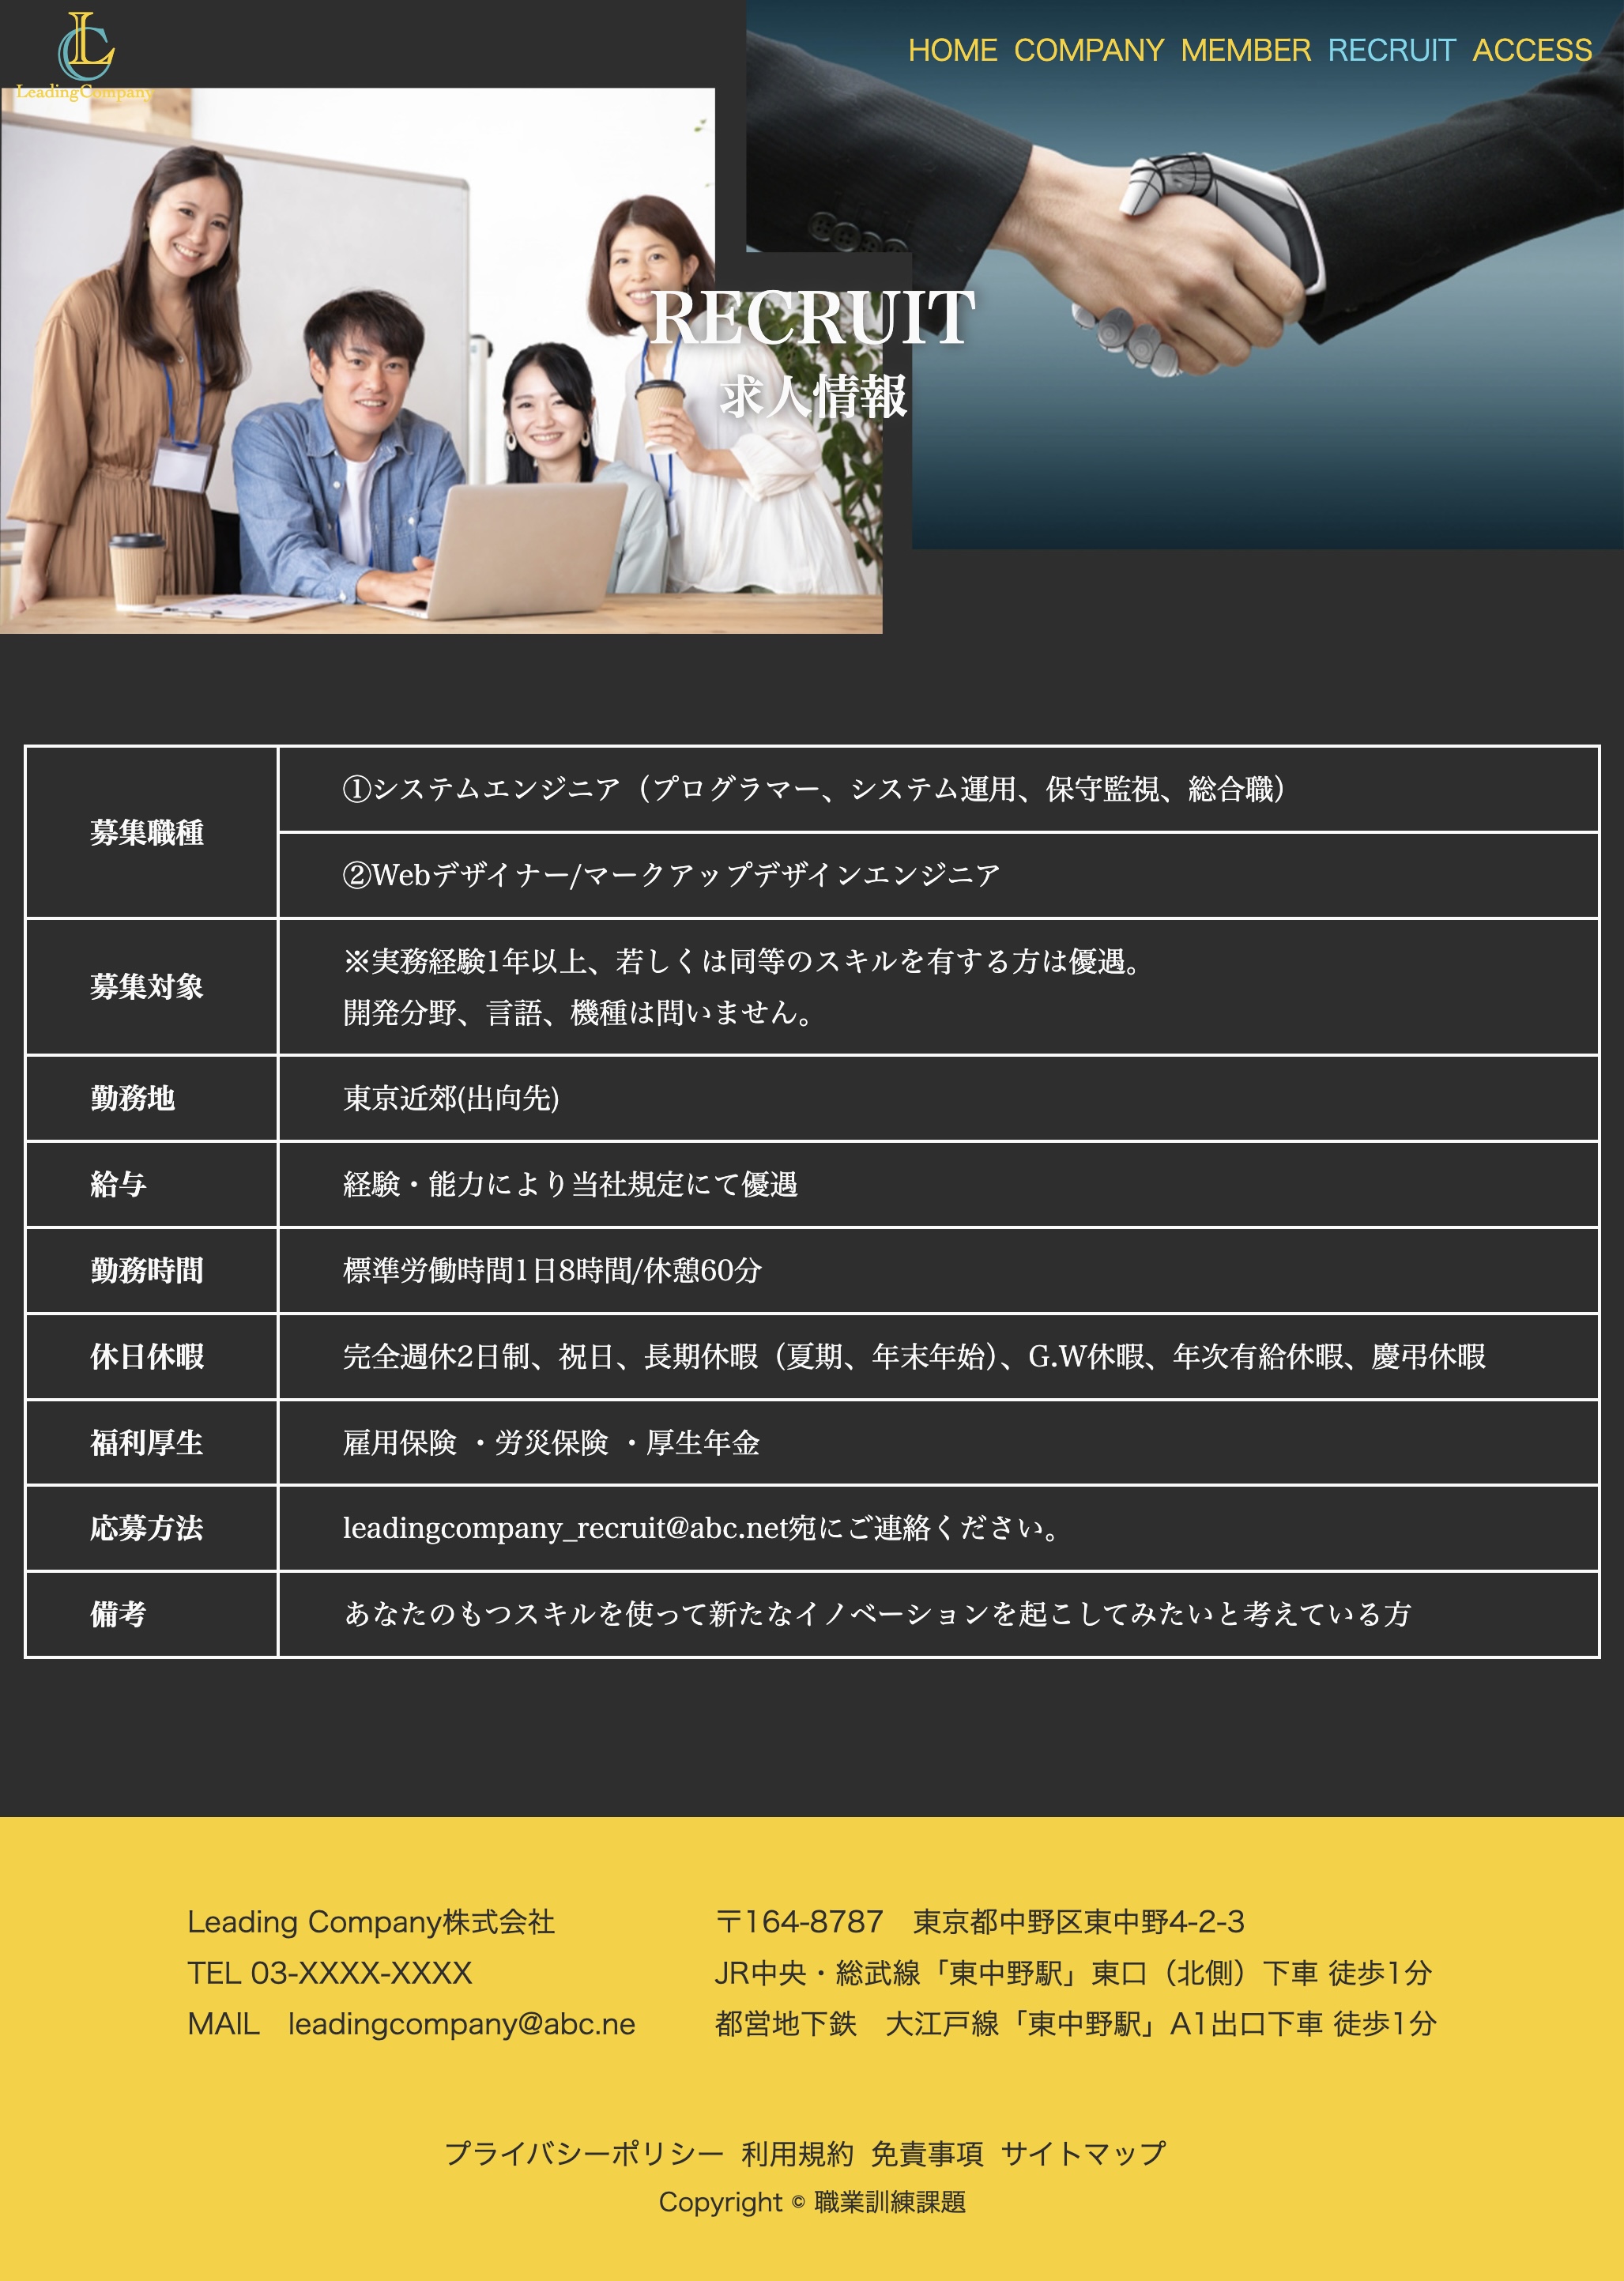 LC
LeadingCompany
HOME COMPANY MEMBER RECRUIT ACCESS
RECRUIT
求人情報
募集職種
①システムエンジニア（プログラマー、システム運用、保守監視、総合職）
②Webデザイナー/マークアップデザインエンジニア
募集対象
※実務経験1年以上、若しくは同等のスキルを有する方は優遇。
開発分野、言語、機種は問いません。
勤務地
東京近郊(出向先)
給与
経験・能力により当社規定にて優遇
勤務時間
標準労働時間1日8時間/休憩60分
休日休暇
完全週休2日制、祝日、長期休暇（夏期、年末年始）、G.W休暇、年次有給休暇、慶弔休暇
福利厚生
雇用保険 ・労災保険 ・厚生年金
応募方法
leadingcompany_recruit@abc.net宛にご連絡ください。
備考
あなたのもつスキルを使って新たなイノベーションを起こしてみたいと考えている方
Leading Company株式会社
TEL 03-XXXX-XXXX
MAIL　leadingcompany@abc.ne
〒164-8787　東京都中野区東中野4-2-3
JR中央・総武線「東中野駅」東口（北側）下車 徒歩1分
都営地下鉄　大江戸線「東中野駅」A1出口下車 徒歩1分
プライバシーポリシー 利用規約 免責事項 サイトマップ
Copyright © 職業訓練課題